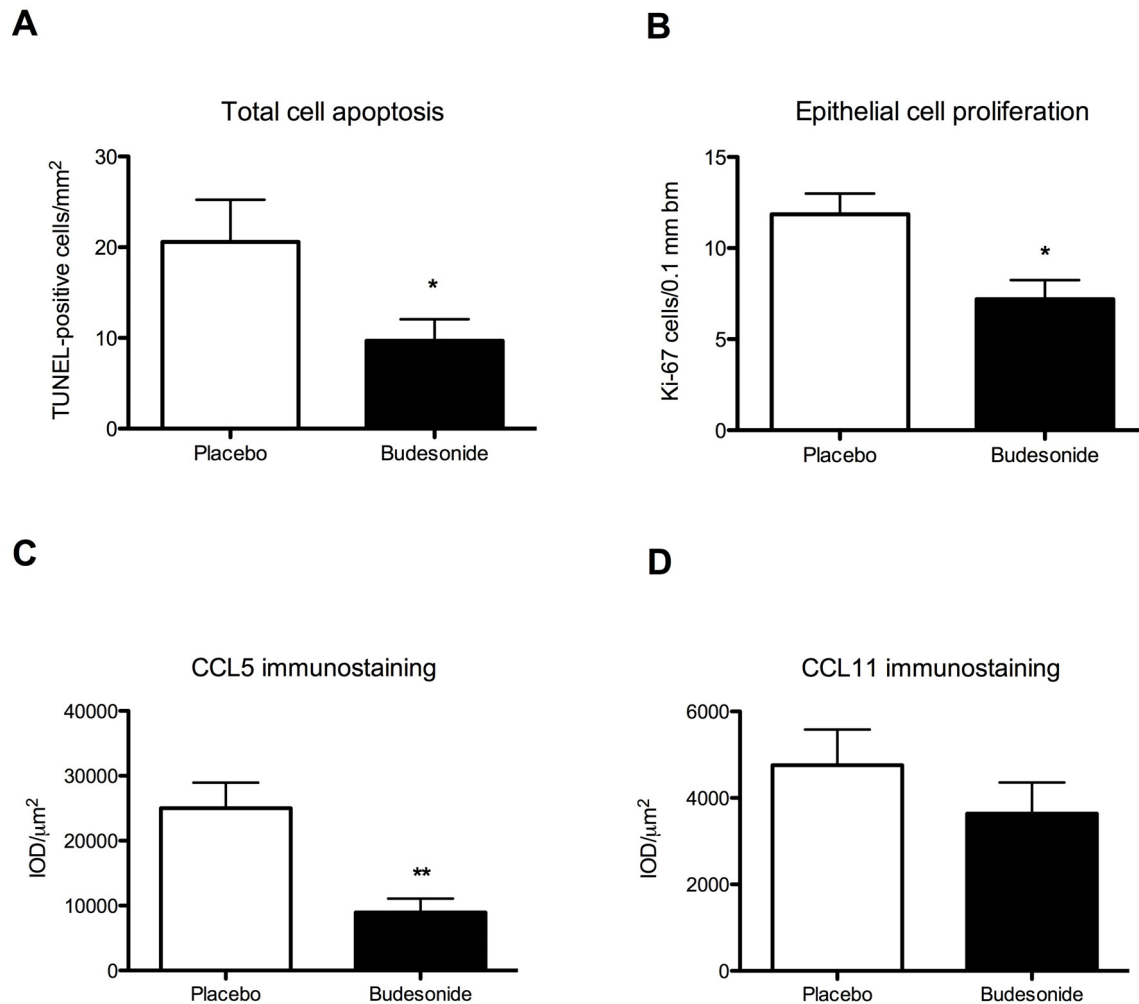 A
Total cell apoptosis
TUNEL-positive cells/mm²
30
20
10
0
*
Placebo
Budesonide
B
Epithelial cell proliferation
Ki-67 cells/0.1 mm bm
15
10
5
0
*
Placebo
Budesonide
C
CCL5 immunostaining
IOD/μm²
40000
30000
20000
10000
0
**
Placebo
Budesonide
D
CCL11 immunostaining
IOD/μm²
6000
4000
2000
0
Placebo
Budesonide